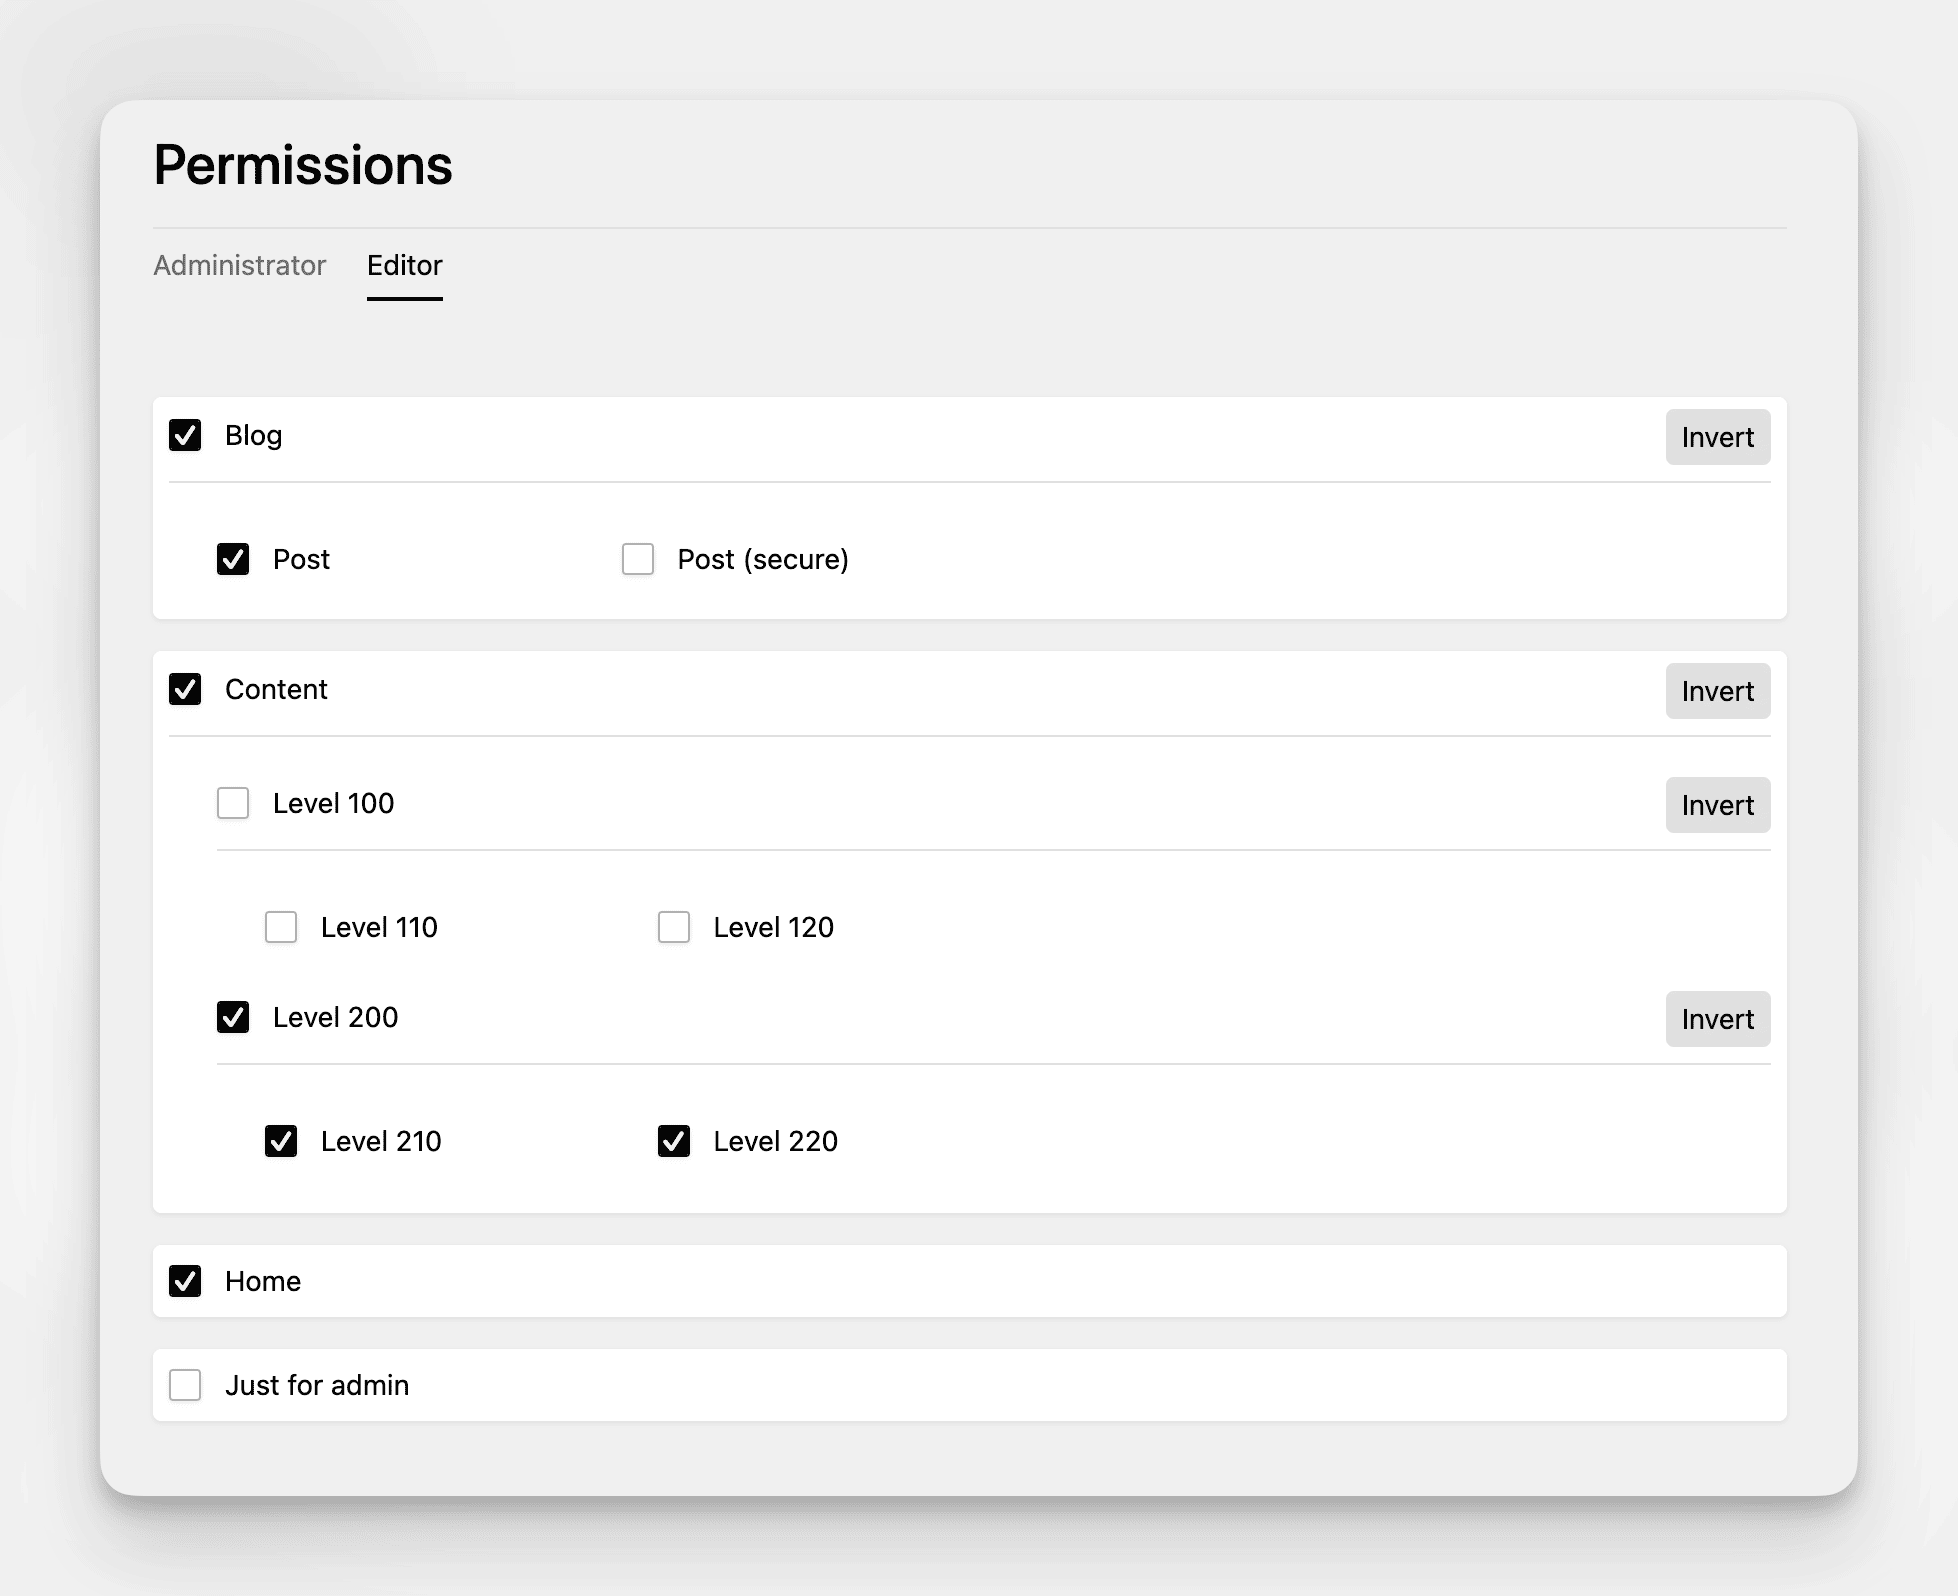 Permissions
Administrator Editor
Blog Invert
Post Post (secure)
Content Invert
Level 100 Invert
Level 110 Level 120
Level 200 Invert
Level 210 Level 220
Home
Just for admin